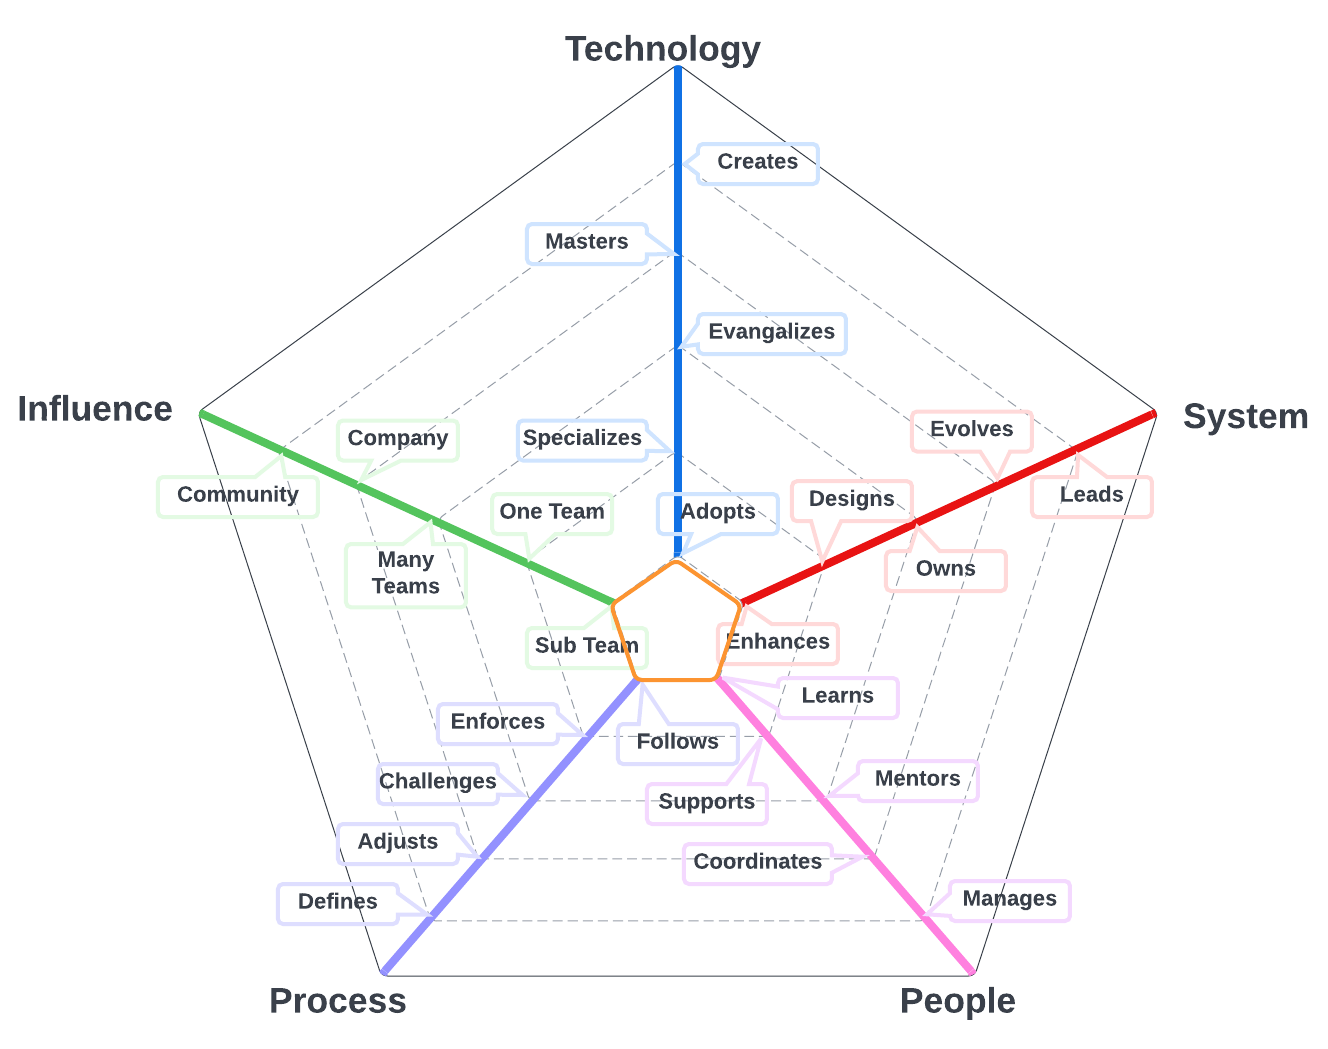 Technology
Creates
Masters
Evangalizes
Influence
System
Company
Specializes
Evolves
Community
One Team
Adopts
Designs
Leads
Many
Teams
Owns
Sub Team
Enhances
Learns
Enforces
Follows
Challenges
Supports
Mentors
Adjusts
Coordinates
Defines
Manages
Process
People